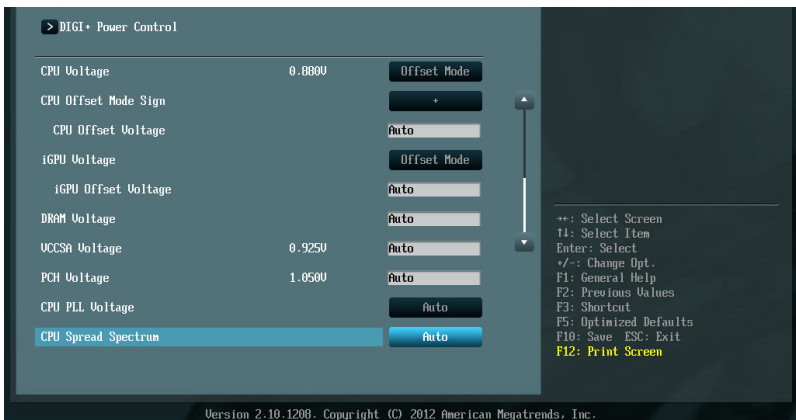 > DIGI+ Power Control
CPU Voltage 0.880V Offset Mode
CPU Offset Mode Sign +
CPU Offset Voltage Auto
iGPU Voltage Offset Mode
iGPU Offset Voltage Auto
DRAM Voltage Auto
VCCSA Voltage 0.925V Auto
PCH Voltage 1.050V Auto
CPU PLL Voltage Auto
CPU Spread Spectrum Auto
→←: Select Screen
↑↓: Select Item
Enter: Select
+/-: Change Opt.
F1: General Help
F2: Previous Values
F3: Shortcut
F5: Optimized Defaults
F10: Save ESC: Exit
F12: Print Screen
Version 2.10.1208. Copyright (C) 2012 American Megatrends, Inc.